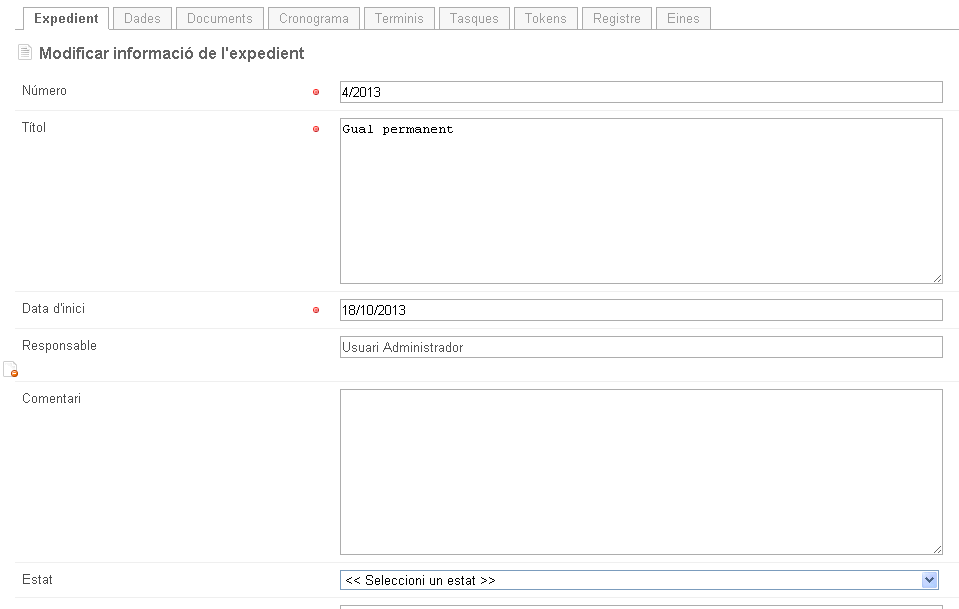 Expedient Dades Documents Cronograma Terminis Tasques Tokens Registre Eines
Modificar informació de l'expedient
Número 4/2013
Títol Gual permanent
Data d'inici 18/10/2013
Responsable Usuari Administrador
Comentari
Estat << Seleccioni un estat >>